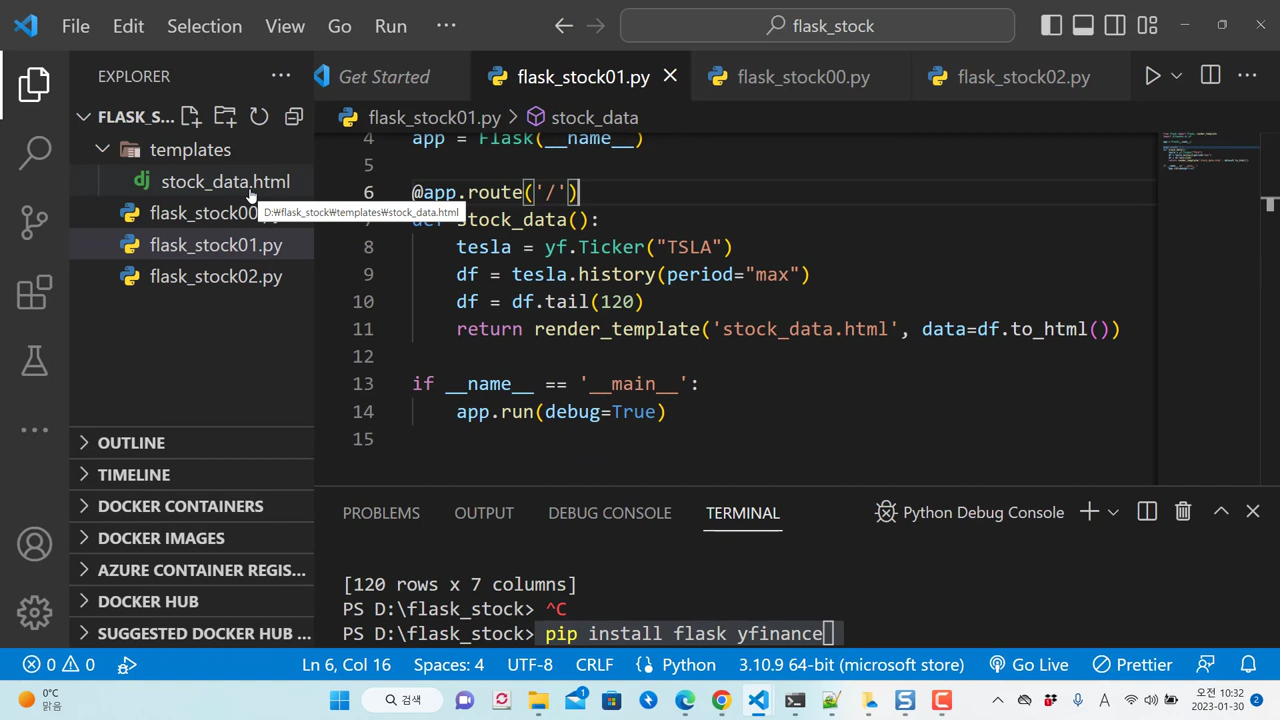 File Edit Selection View Go Run ··· flask_stock
EXPLORER ···
Get Started flask_stock01.py flask_stock00.py flask_stock02.py ···
FLASK_S...
flask_stock01.py > stock_data
templates
stock_data.html
D:₩flask_stock₩templates₩stock_data.html
flask_stock00
flask_stock01.py
flask_stock02.py
4 app = Flask(__name__)
5
6 @app.route('/')
stock_data():
8 tesla = yf.Ticker("TSLA")
9 df = tesla.history(period="max")
10 df = df.tail(120)
11 return render_template('stock_data.html', data=df.to_html())
12
13 if __name__ == '__main__':
14 app.run(debug=True)
15
OUTLINE
TIMELINE
DOCKER CONTAINERS
DOCKER IMAGES
AZURE CONTAINER REGIS...
DOCKER HUB
SUGGESTED DOCKER HUB ...
PROBLEMS OUTPUT DEBUG CONSOLE TERMINAL Python Debug Console
[120 rows x 7 columns]
PS D:\flask_stock> ^C
PS D:\flask_stock> pip install flask yfinance
0 0 Ln 6, Col 16 Spaces: 4 UTF-8 CRLF Python 3.10.9 64-bit (microsoft store) Go Live Prettier
0°C
맑음
검색
A
오전 10:32
2023-01-30